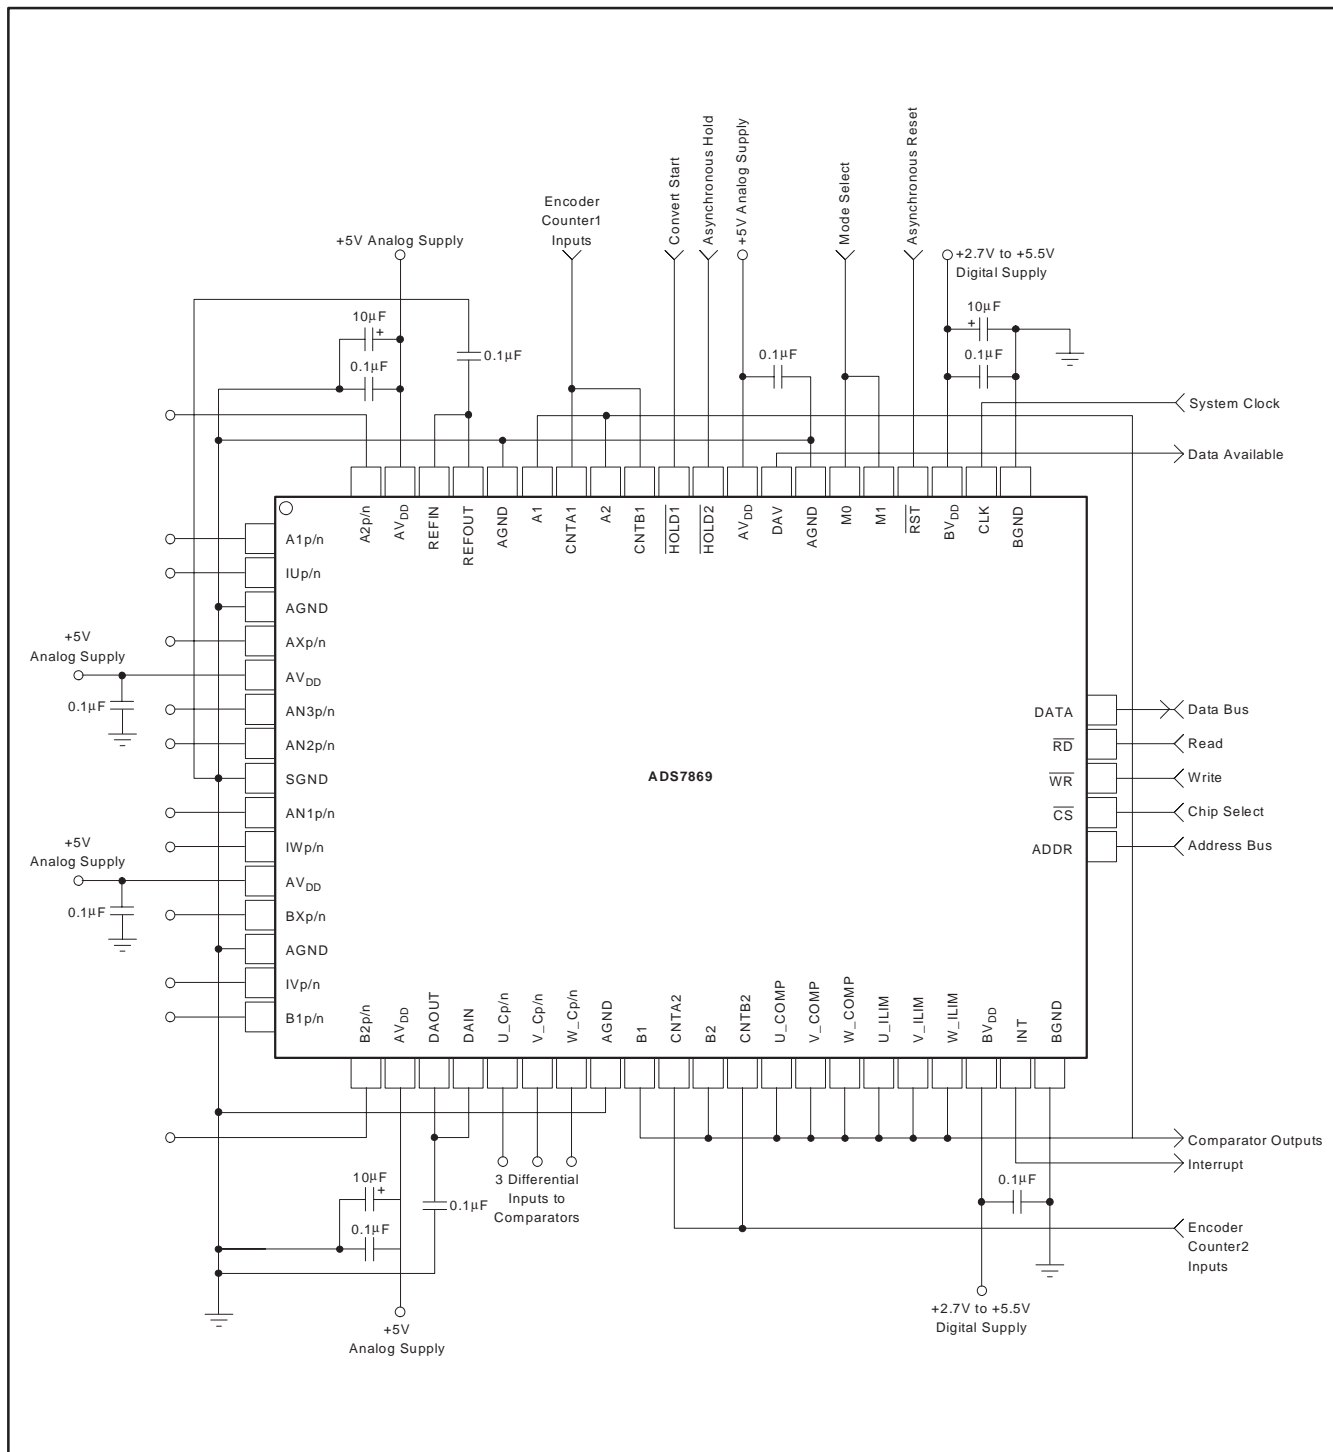 Convert Start
Asynchronous Hold
+5V Analog Supply
Mode Select
Asynchronous Reset
Encoder
Counter1
Inputs
+5V Analog Supply
+2.7V to +5.5V
Digital Supply
10µF
+
0.1µF
0.1µF
0.1µF
10µF
+
0.1µF
System Clock
Data Available
A2p/n
AVDD
REFIN
REFOUT
AGND
A1
CNTA1
A2
CNTB1
HOLD1
HOLD2
AVDD
DAV
AGND
M0
M1
RST
BVDD
CLK
BGND
A1p/n
IUp/n
AGND
AXp/n
+5V
Analog Supply
AVDD
0.1µF
AN3p/n
AN2p/n
SGND
AN1p/n
IWp/n
+5V
Analog Supply
AVDD
0.1µF
BXp/n
AGND
IVp/n
B1p/n
ADS7869
DATA
Data Bus
RD
Read
WR
Write
CS
Chip Select
ADDR
Address Bus
B2p/n
AVDD
DAOUT
DAIN
U_Cp/n
V_Cp/n
W_Cp/n
AGND
B1
CNTA2
B2
CNTB2
U_COMP
V_COMP
W_COMP
U_ILIM
V_ILIM
W_ILIM
BVDD
INT
BGND
Comparator Outputs
Interrupt
10µF
+
0.1µF
0.1µF
3 Differential
Inputs to
Comparators
0.1µF
Encoder
Counter2
Inputs
+5V
Analog Supply
+2.7V to +5.5V
Digital Supply